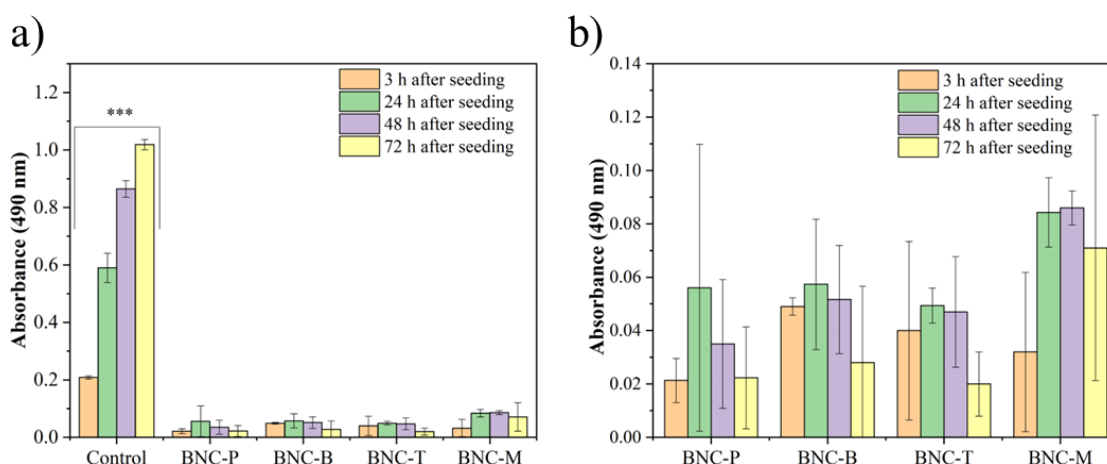 a)
Absorbance (490 nm)
1.2
1.0
0.8
0.6
0.4
0.2
0.0
***
3 h after seeding
24 h after seeding
48 h after seeding
72 h after seeding
Control BNC-P BNC-B BNC-T BNC-M
b)
Absorbance (490 nm)
0.14
0.12
0.10
0.08
0.06
0.04
0.02
0.00
3 h after seeding
24 h after seeding
48 h after seeding
72 h after seeding
BNC-P BNC-B BNC-T BNC-M